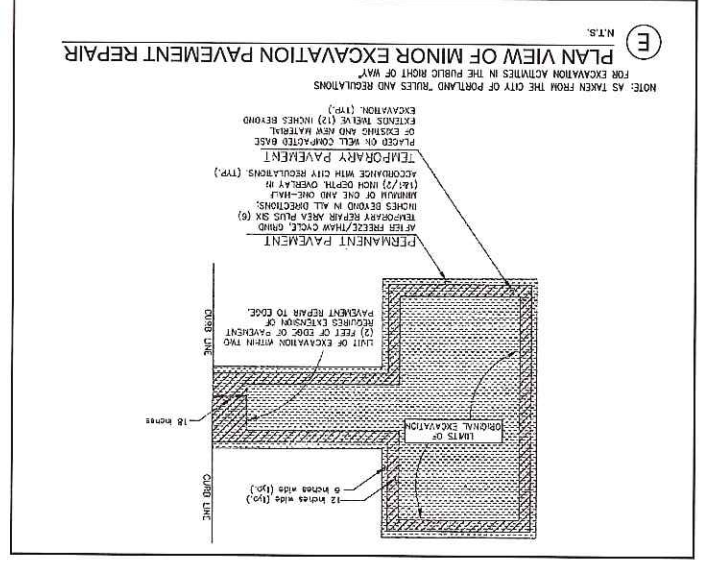 CURB LINE
CURB LINE
12 inches wide (typ.)
6 inches wide (typ.)
LIMITS OF
ORIGINAL EXCAVATION
18 inches
LIMIT OF EXCAVATION WITHIN TWO
(2) FEET OF EDGE OF PAVEMENT
REQUIRES EXTENSION OF
PAVEMENT REPAIR TO EDGE.
PERMANENT PAVEMENT
AFTER FREEZE/THAW CYCLE, GRIND
TEMPORARY REPAIR AREA PLUS SIX (6)
INCHES BEYOND IN ALL DIRECTIONS;
MINIMUM OF ONE AND ONE-HALF
(1&1/2) INCH DEPTH. OVERLAY IN
ACCORDANCE WITH CITY REGULATIONS. (TYP.)
TEMPORARY PAVEMENT
PLACED ON WELL COMPACTED BASE
OF EXISTING AND NEW MATERIAL
EXTENDS TWELVE (12) INCHES BEYOND
EXCAVATION. (TYP.)
NOTE: AS TAKEN FROM THE CITY OF PORTLAND "RULES AND REGULATIONS
FOR EXCAVATION ACTIVITIES IN THE PUBLIC RIGHT OF WAY"
E
PLAN VIEW OF MINOR EXCAVATION PAVEMENT REPAIR
N.T.S.